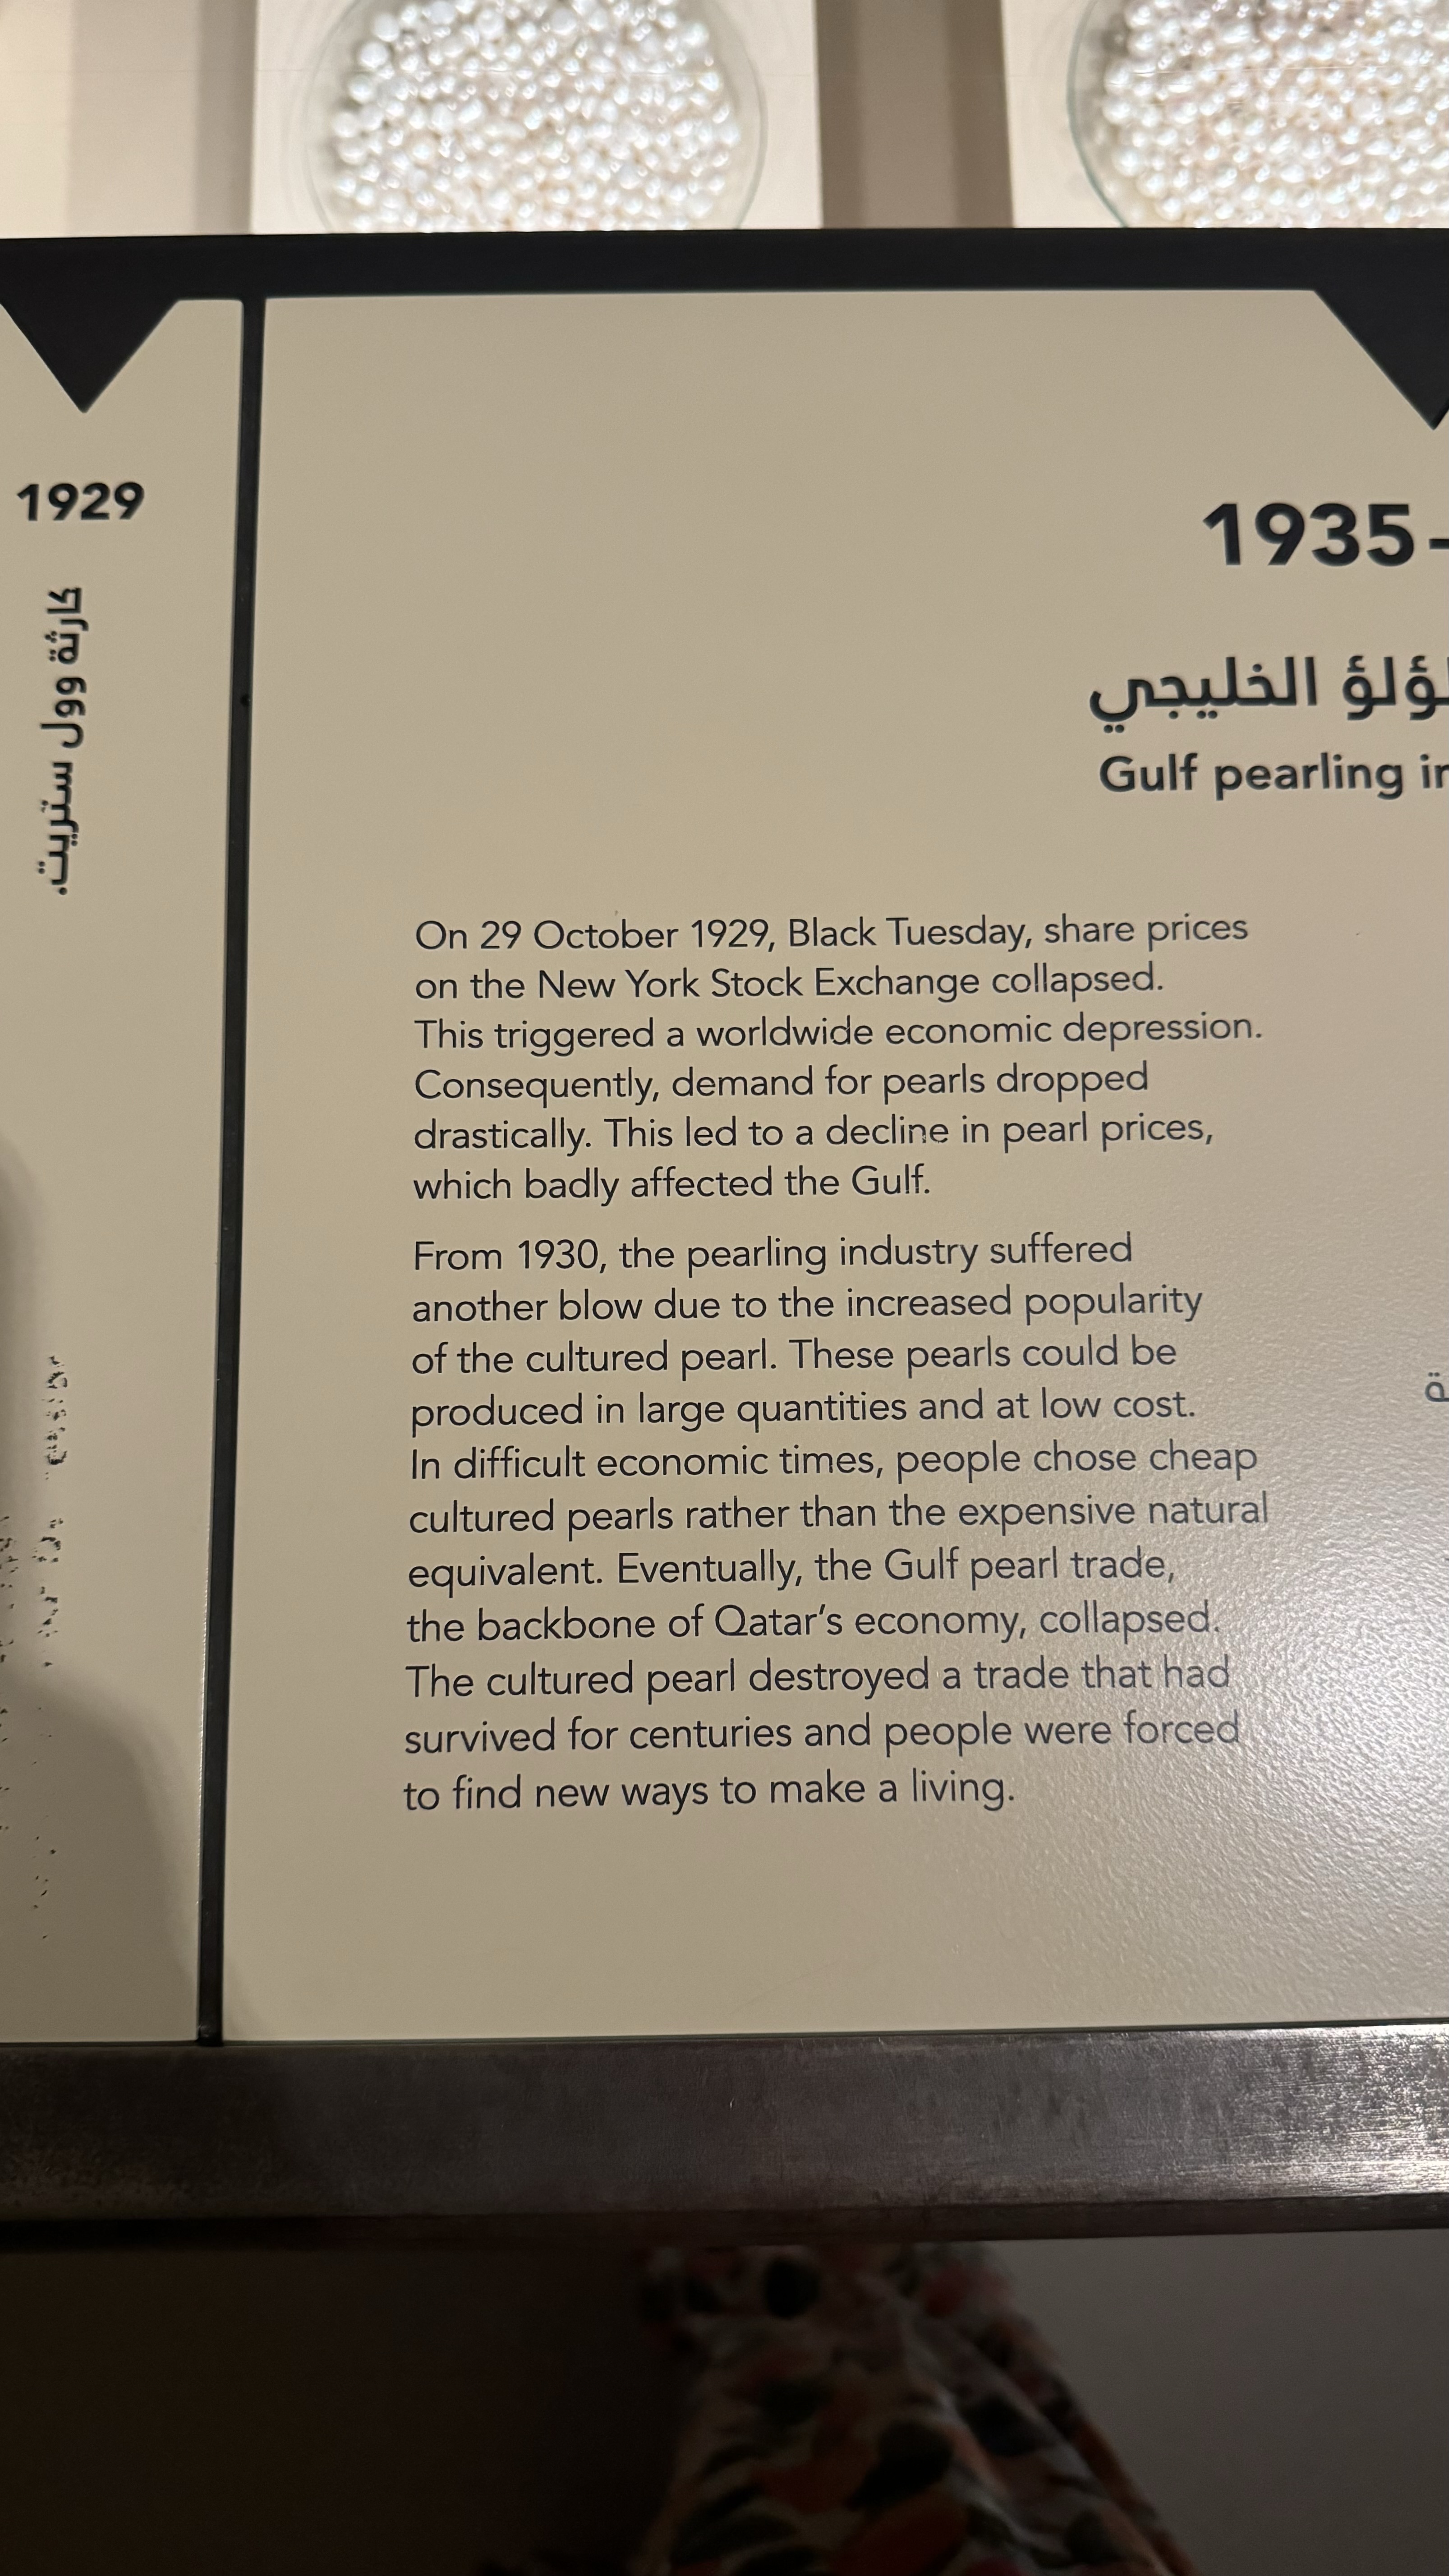 1929
كارثة وول ستريت.
1935-
الخليجي
Gulf pearling
On 29 October 1929, Black Tuesday, share prices
on the New York Stock Exchange collapsed.
This triggered a worldwide economic depression.
Consequently, demand for pearls dropped
drastically. This led to a decline in pearl prices,
which badly affected the Gulf.
From 1930, the pearling industry suffered
another blow due to the increased popularity
of the cultured pearl. These pearls could be
produced in large quantities and at low cost.
In difficult economic times, people chose cheap
cultured pearls rather than the expensive natural
equivalent. Eventually, the Gulf pearl trade,
the backbone of Qatar's economy, collapsed.
The cultured pearl destroyed a trade that had
survived for centuries and people were forced
to find new ways to make a living.